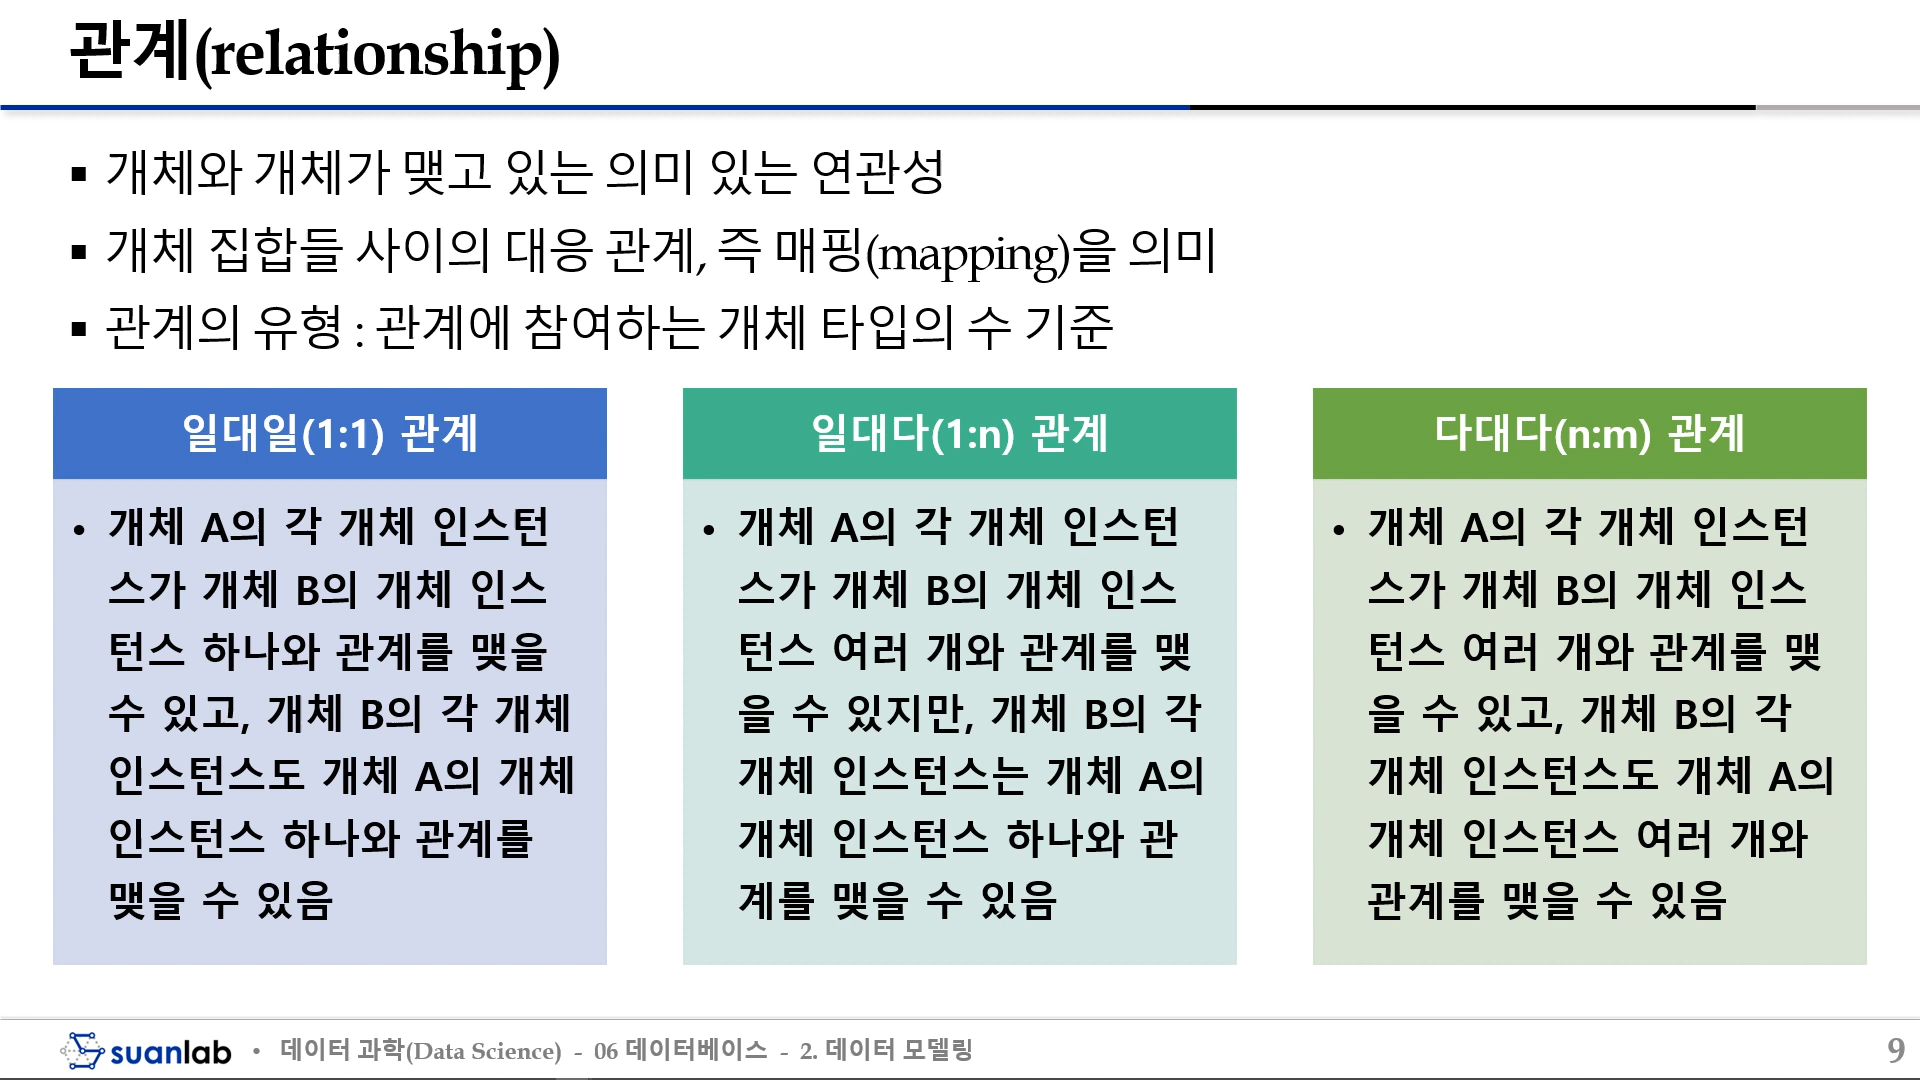 관계(relationship)
▪ 개체와 개체가 맺고 있는 의미 있는 연관성
▪ 개체 집합들 사이의 대응 관계, 즉 매핑(mapping)을 의미
▪ 관계의 유형 : 관계에 참여하는 개체 타입의 수 기준
일대일(1:1) 관계
• 개체 A의 각 개체 인스턴
스가 개체 B의 개체 인스
턴스 하나와 관계를 맺을
수 있고, 개체 B의 각 개체
인스턴스도 개체 A의 개체
인스턴스 하나와 관계를
맺을 수 있음
일대다(1:n) 관계
• 개체 A의 각 개체 인스턴
스가 개체 B의 개체 인스
턴스 여러 개와 관계를 맺
을 수 있지만, 개체 B의 각
개체 인스턴스는 개체 A의
개체 인스턴스 하나와 관
계를 맺을 수 있음
다대다(n:m) 관계
• 개체 A의 각 개체 인스턴
스가 개체 B의 개체 인스
턴스 여러 개와 관계를 맺
을 수 있고, 개체 B의 각
개체 인스턴스도 개체 A의
개체 인스턴스 여러 개와
관계를 맺을 수 있음
suanlab • 데이터 과학(Data Science) - 06 데이터베이스 - 2. 데이터 모델링
9